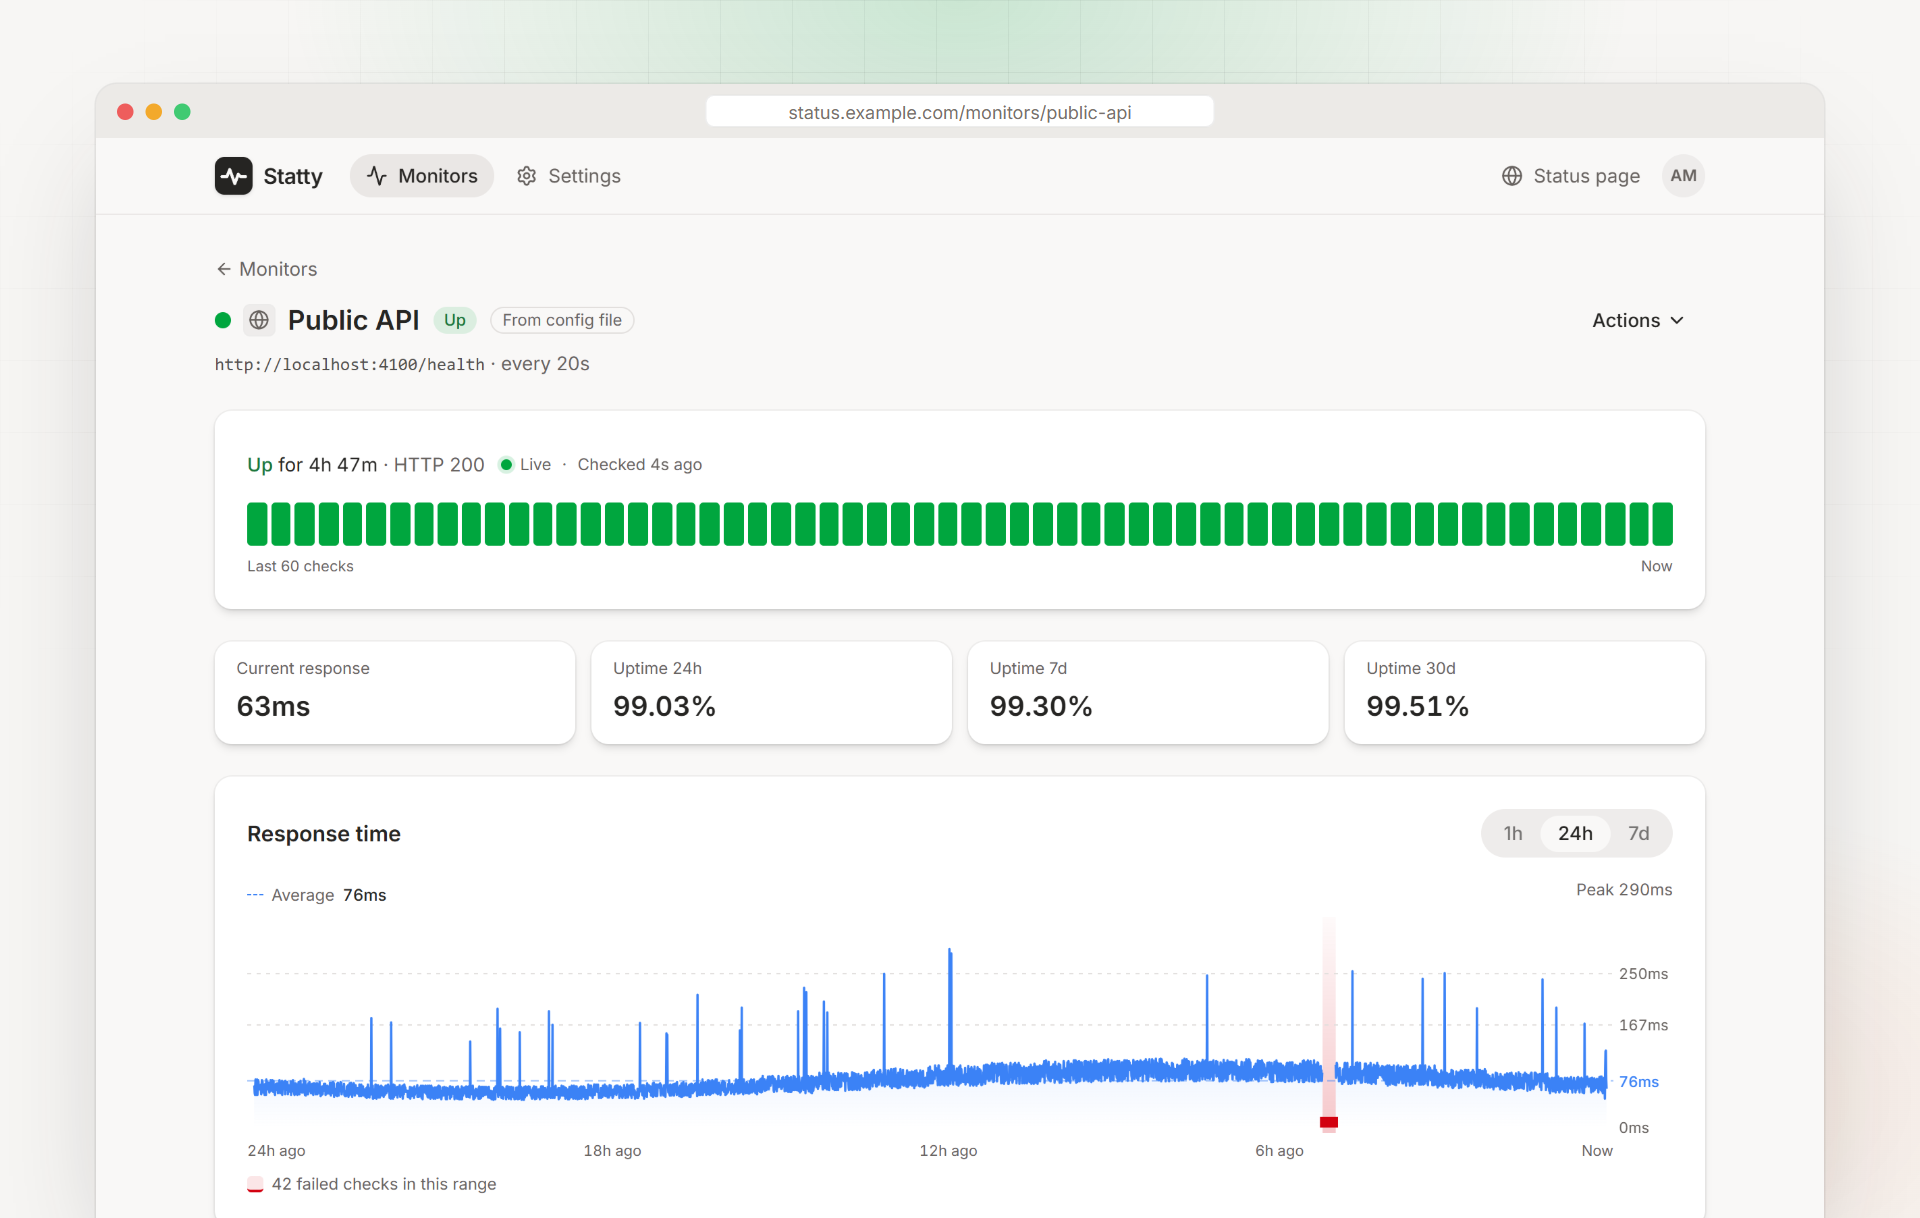 status.example.com/monitors/public-api
Statty
Monitors
Settings
Status page
AM
Monitors
Public API
Up
From config file
Actions
http://localhost:4100/health · every 20s
Up for 4h 47m · HTTP 200
Live · Checked 4s ago
Last 60 checks
Now
Current response
63ms
Uptime 24h
99.03%
Uptime 7d
99.30%
Uptime 30d
99.51%
Response time
1h
24h
7d
Average 76ms
Peak 290ms
250ms
167ms
76ms
0ms
24h ago
18h ago
12h ago
6h ago
Now
42 failed checks in this range